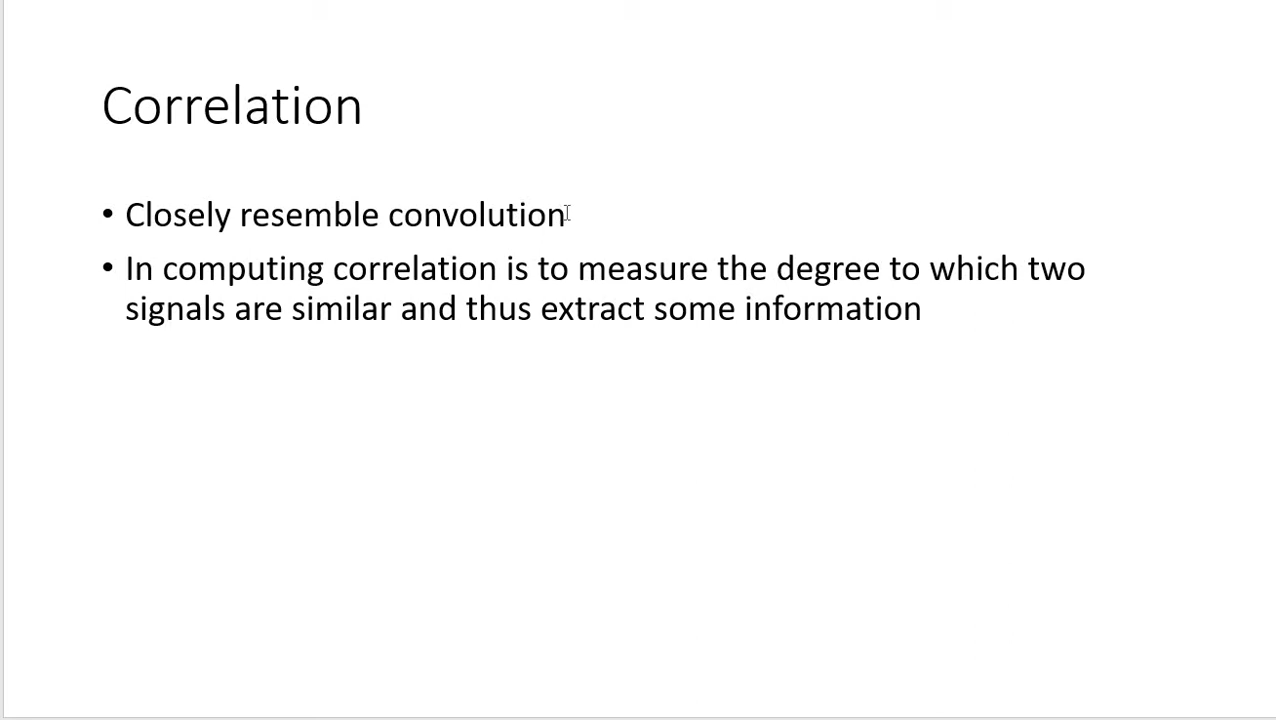 Correlation
• Closely resemble convolution
• In computing correlation is to measure the degree to which two
signals are similar and thus extract some information